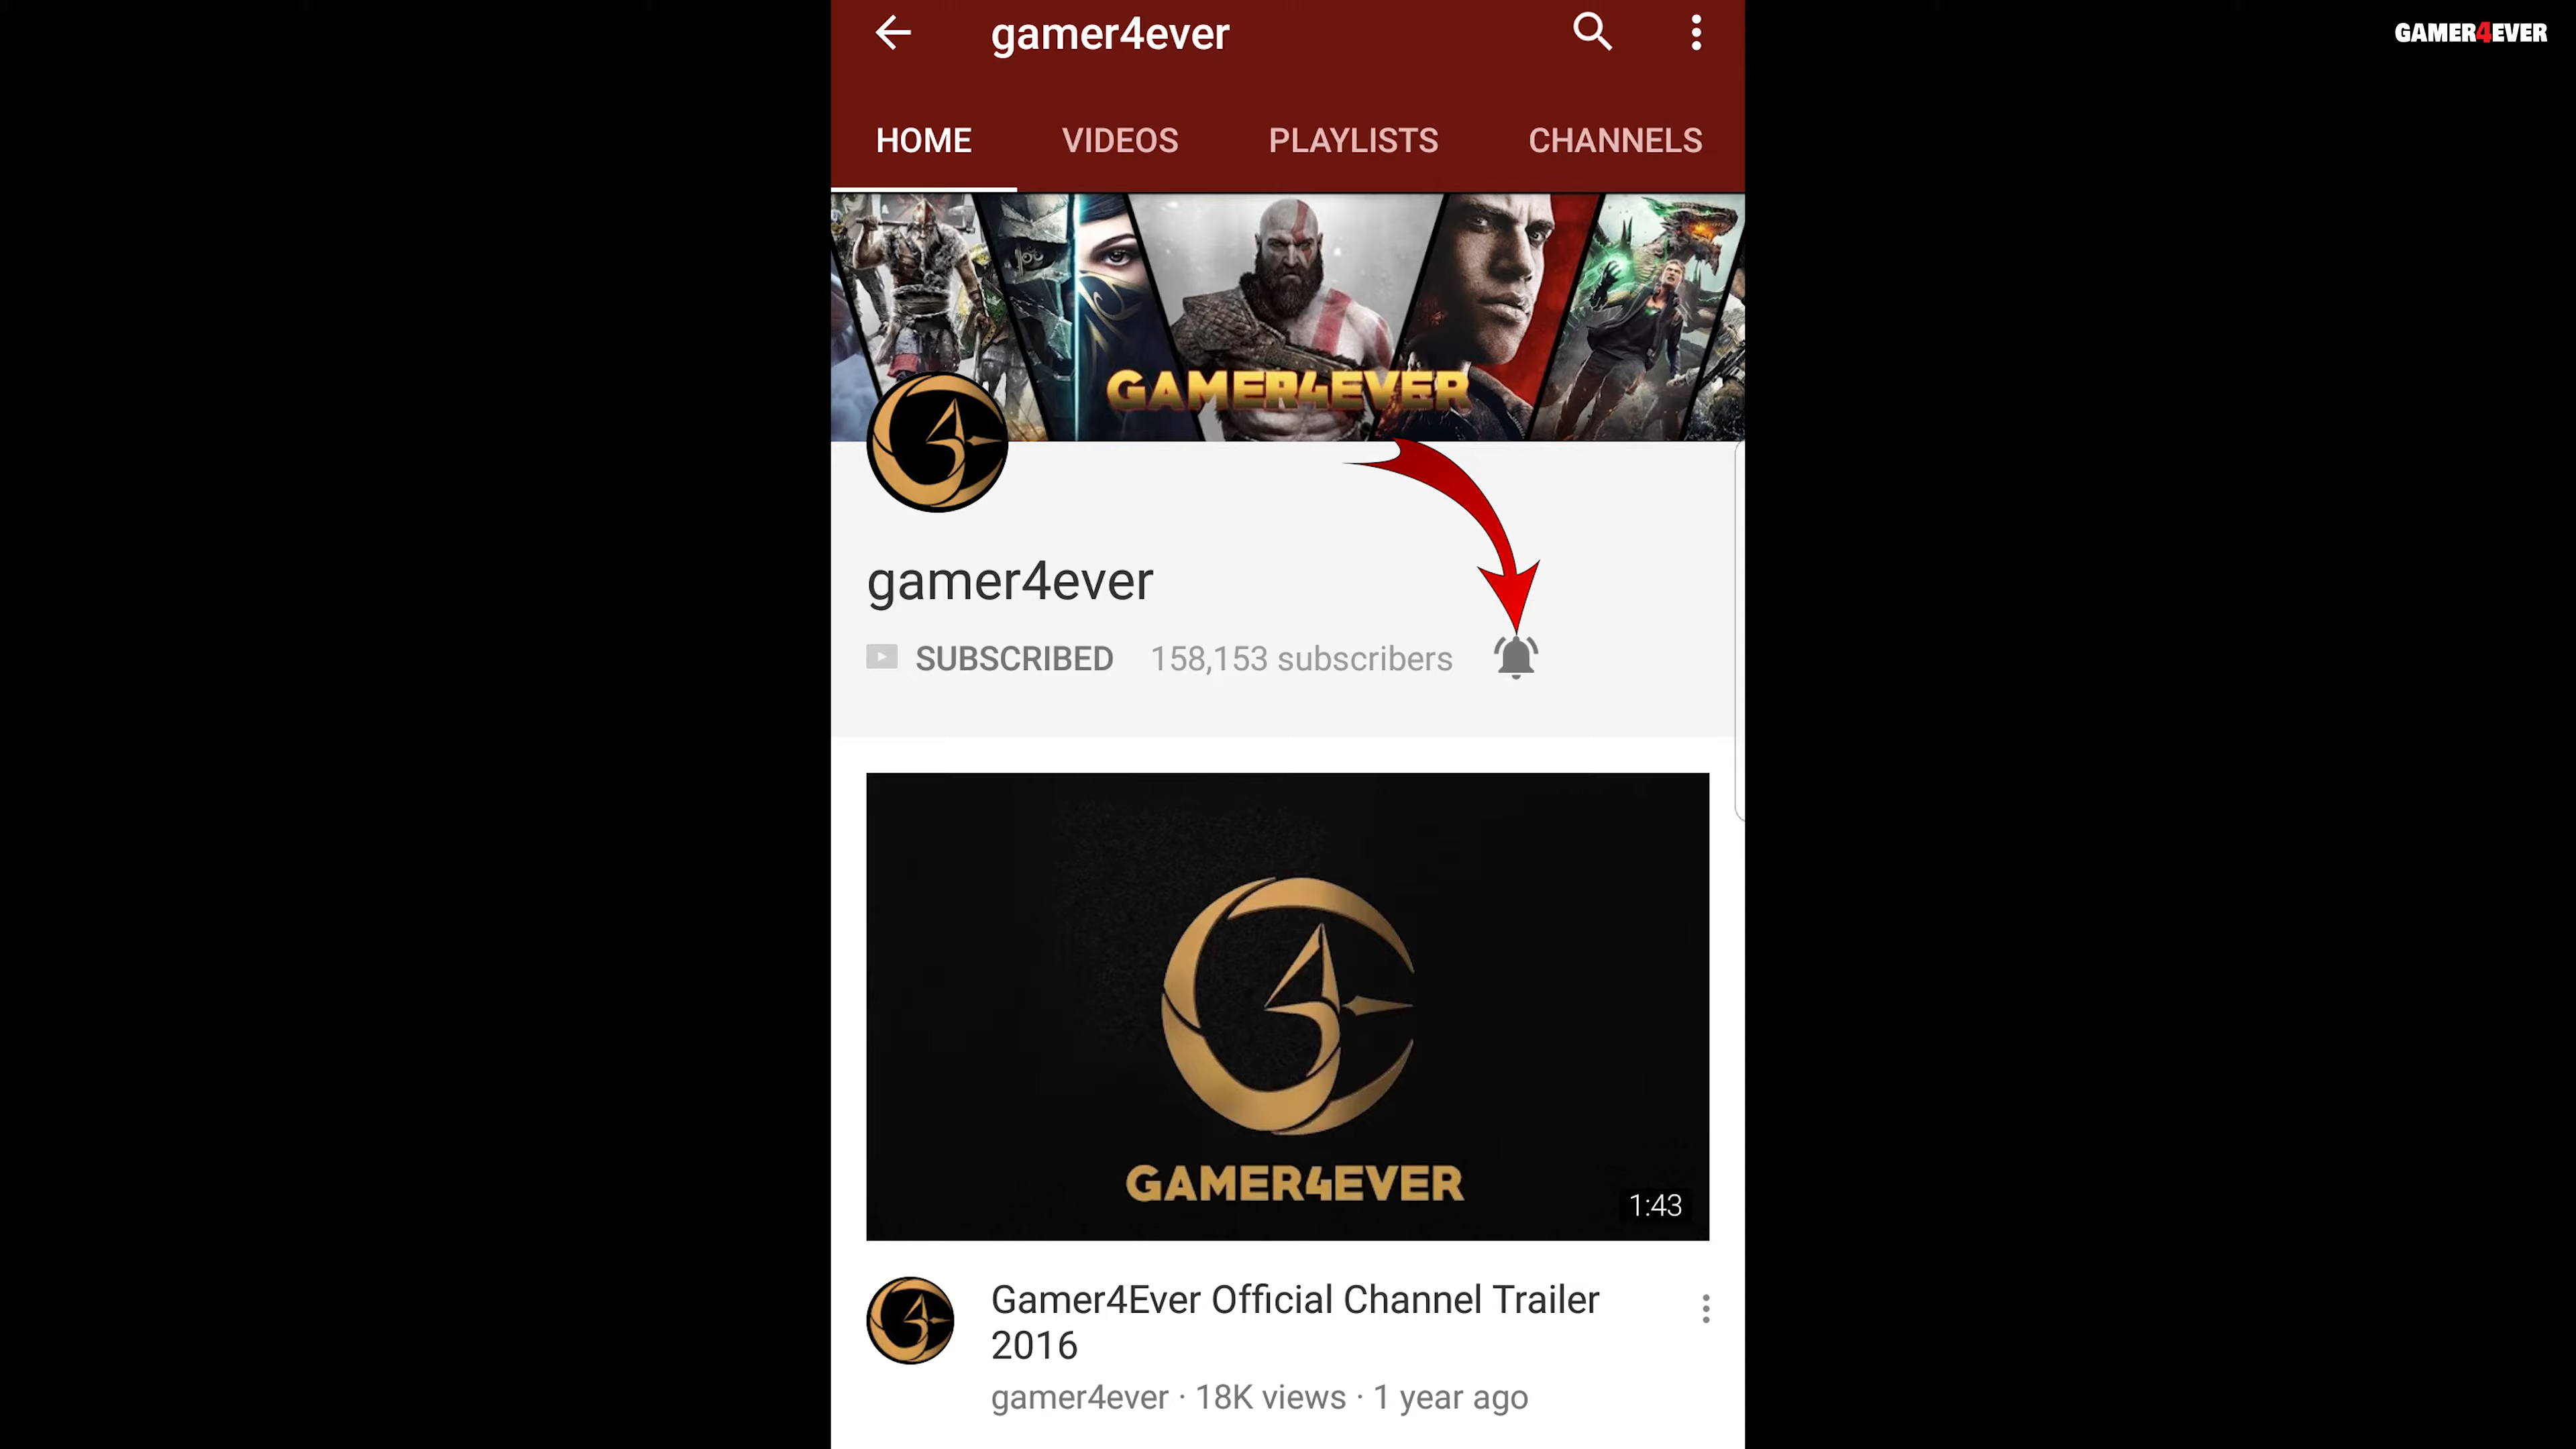 gamer4ever
GAMER4EVER
HOME VIDEOS PLAYLISTS CHANNELS
GAMER4EVER
gamer4ever
SUBSCRIBED 158,153 subscribers
GAMER4EVER
1:43
Gamer4Ever Official Channel Trailer
2016
gamer4ever · 18K views · 1 year ago